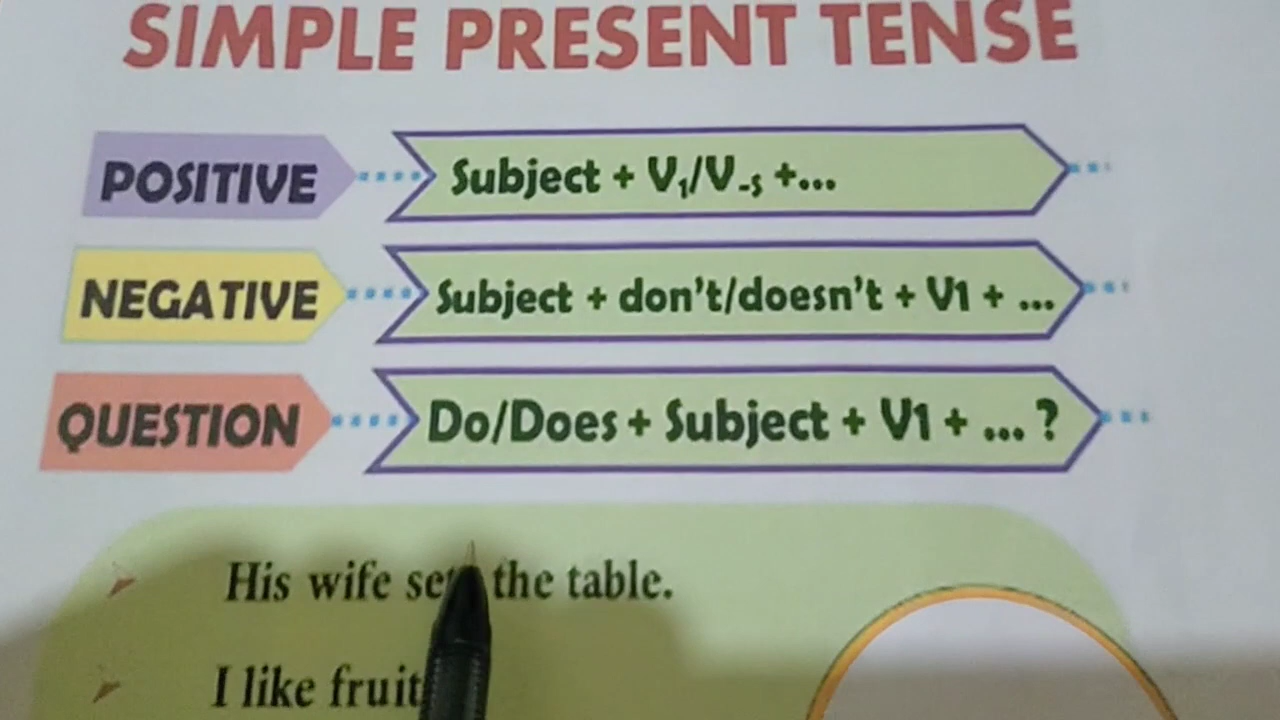 SIMPLE PRESENT TENSE
POSITIVE Subject + V₁/V-s +...
NEGATIVE Subject + don't/doesn't + V1 + ...
QUESTION Do/Does + Subject + V1 + ... ?
His wife the table.
I like